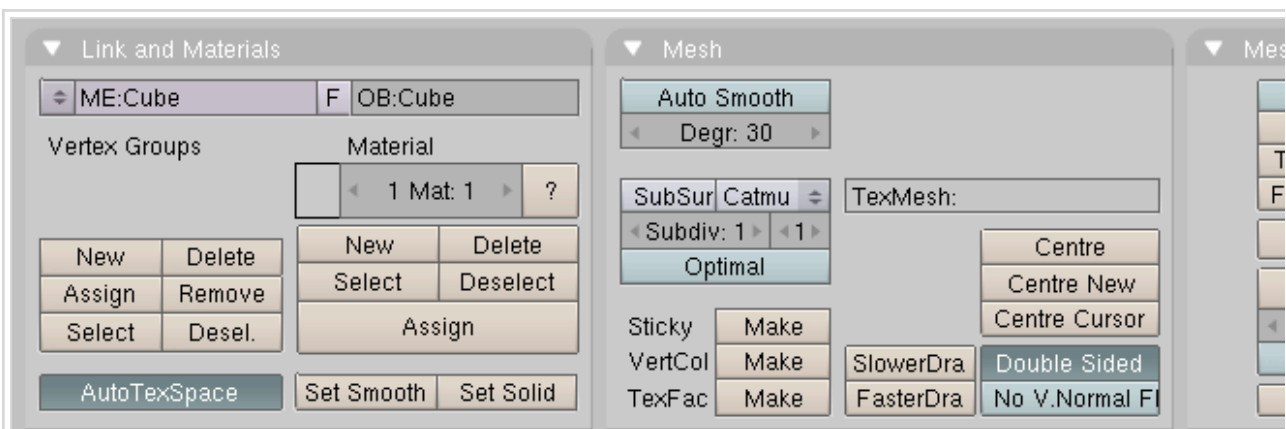 Link and Materials
ME:Cube F OB:Cube
Vertex Groups
Material
1 Mat: 1 ?
New Delete
Assign Remove
Select Desel.
New Delete
Select Deselect
Assign
AutoTexSpace Set Smooth Set Solid
Mesh
Auto Smooth
Degr: 30
SubSur Catmu TexMesh:
Subdiv: 1 1
Optimal
Centre
Centre New
Centre Cursor
Sticky Make
VertCol Make
TexFac Make
SlowerDra Double Sided
FasterDra No V.Normal Fl
Mes
T
F